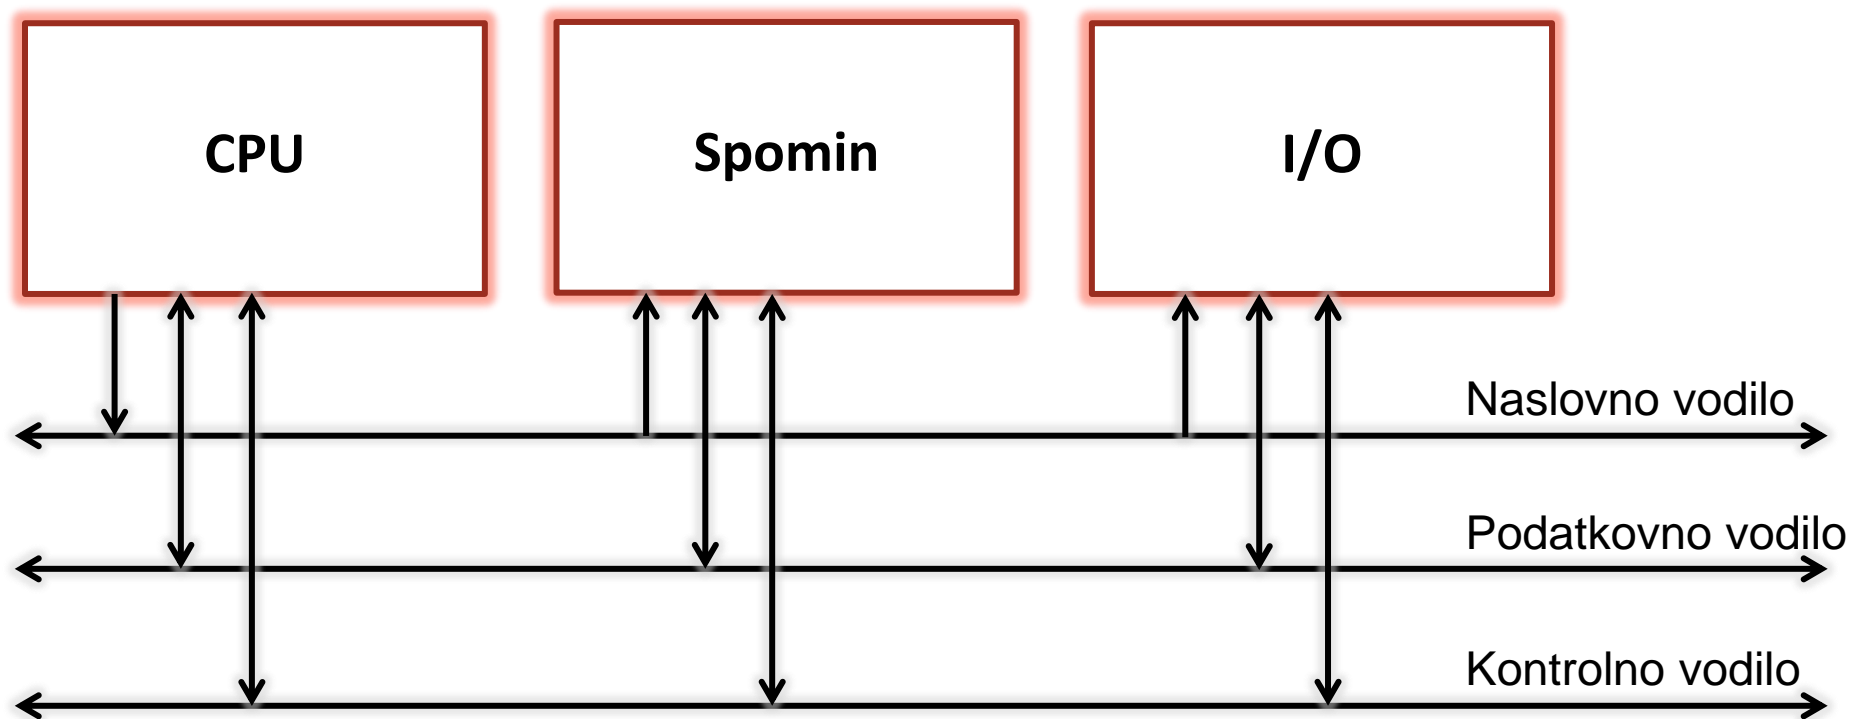 CPU
Spomin
I/O
Naslovno vodilo
Podatkovno vodilo
Kontrolno vodilo